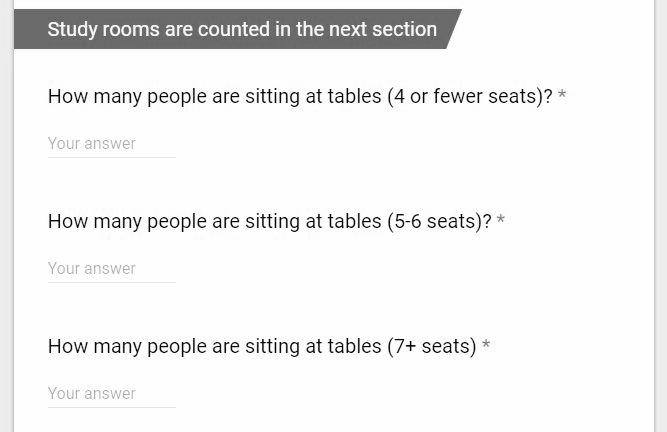 Study rooms are counted in the next section
How many people are sitting at tables (4 or fewer seats)? *
Your answer
How many people are sitting at tables (5-6 seats)? *
Your answer
How many people are sitting at tables (7+ seats) *
Your answer